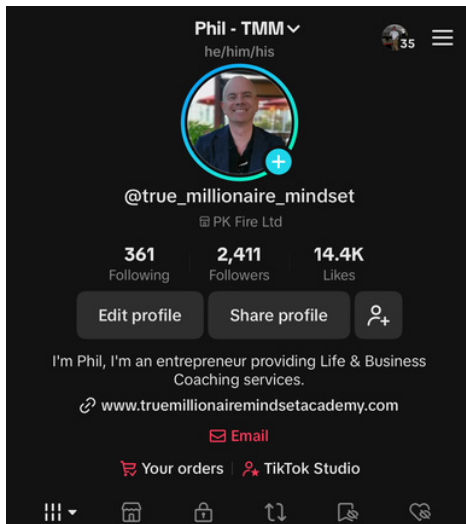 Phil - TMM
35
he/him/his
@true_millionaire_mindset
PK Fire Ltd
361 2,411 14.4K
Following Followers Likes
Edit profile Share profile
I'm Phil, I'm an entrepreneur providing Life & Business
Coaching services.
www.truemillionairemindsetacademy.com
Email
Your orders TikTok Studio